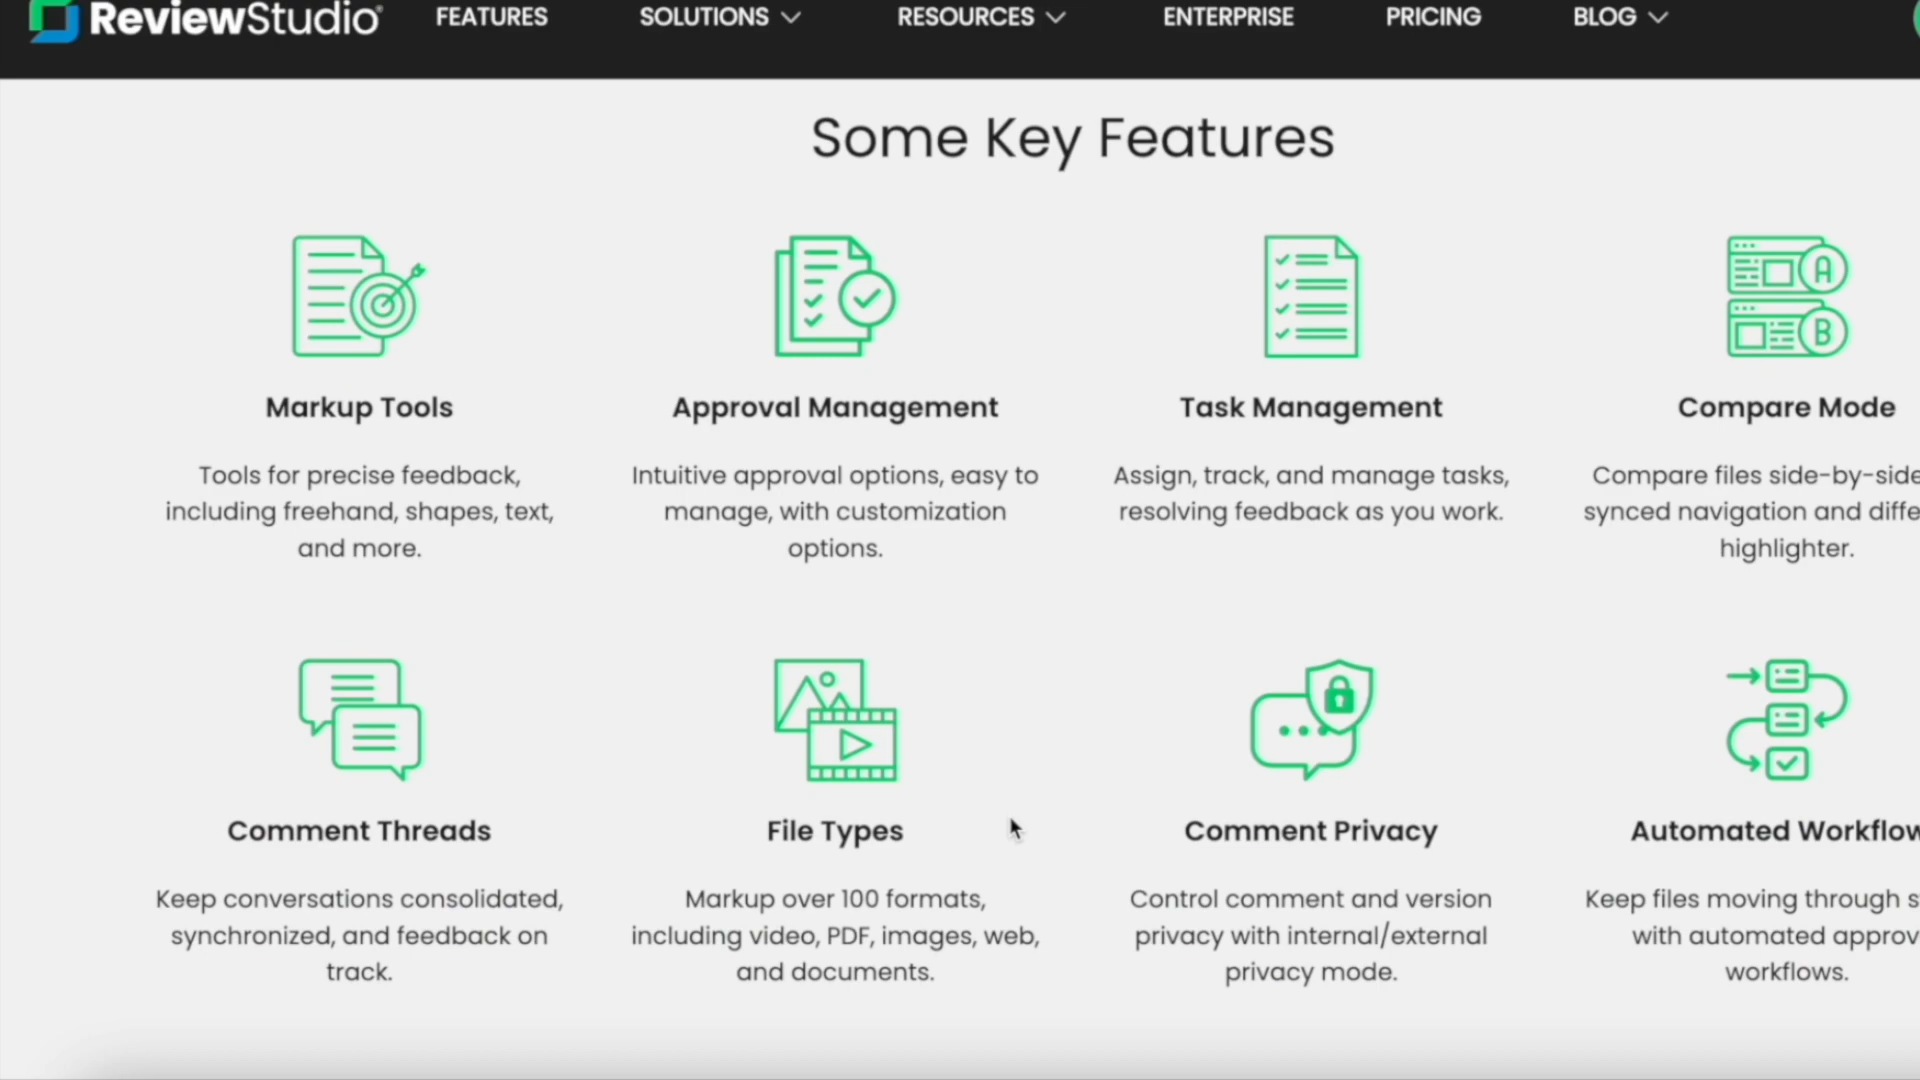 ReviewStudio
FEATURES
SOLUTIONS
RESOURCES
ENTERPRISE
PRICING
BLOG
Some Key Features
Markup Tools
Tools for precise feedback,
including freehand, shapes, text,
and more.
Approval Management
Intuitive approval options, easy to
manage, with customization
options.
Task Management
Assign, track, and manage tasks,
resolving feedback as you work.
A
B
Compare Mode
Compare files side-by-side
synced navigation and diffe
highlighter.
Comment Threads
Keep conversations consolidated,
synchronized, and feedback on
track.
File Types
Markup over 100 formats,
including video, PDF, images, web,
and documents.
Comment Privacy
Control comment and version
privacy with internal/external
privacy mode.
Automated Workflow
Keep files moving through s
with automated approv
workflows.